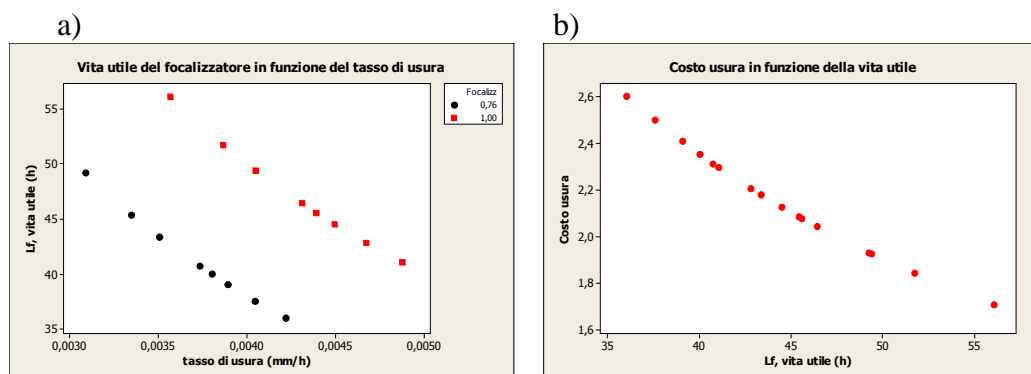 a)
Vita utile del focalizzatore in funzione del tasso di usura
Focalizz
0,76
1,00
55
50
45
40
35
Lf, vita utile (h)
0,0030
0,0035
0,0040
0,0045
0,0050
tasso di usura (mm/h)
b)
Costo usura in funzione della vita utile
2,6
2,4
2,2
2,0
1,8
1,6
Costo usura
35
40
45
50
55
Lf, vita utile (h)